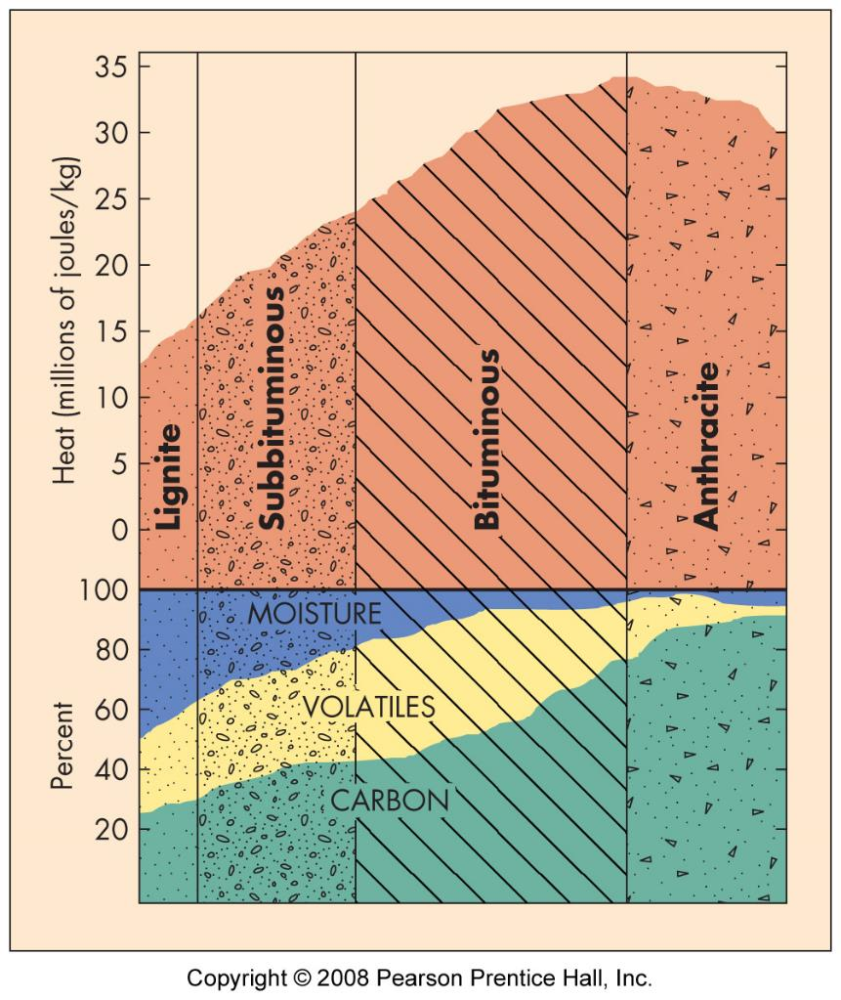 35
30
25
20
15
10
5
0
Heat (millions of joules/kg)
Lignite
Subbituminous
Bituminous
Anthracite
100
80
60
40
20
Percent
MOISTURE
VOLATILES
CARBON
Copyright © 2008 Pearson Prentice Hall, Inc.